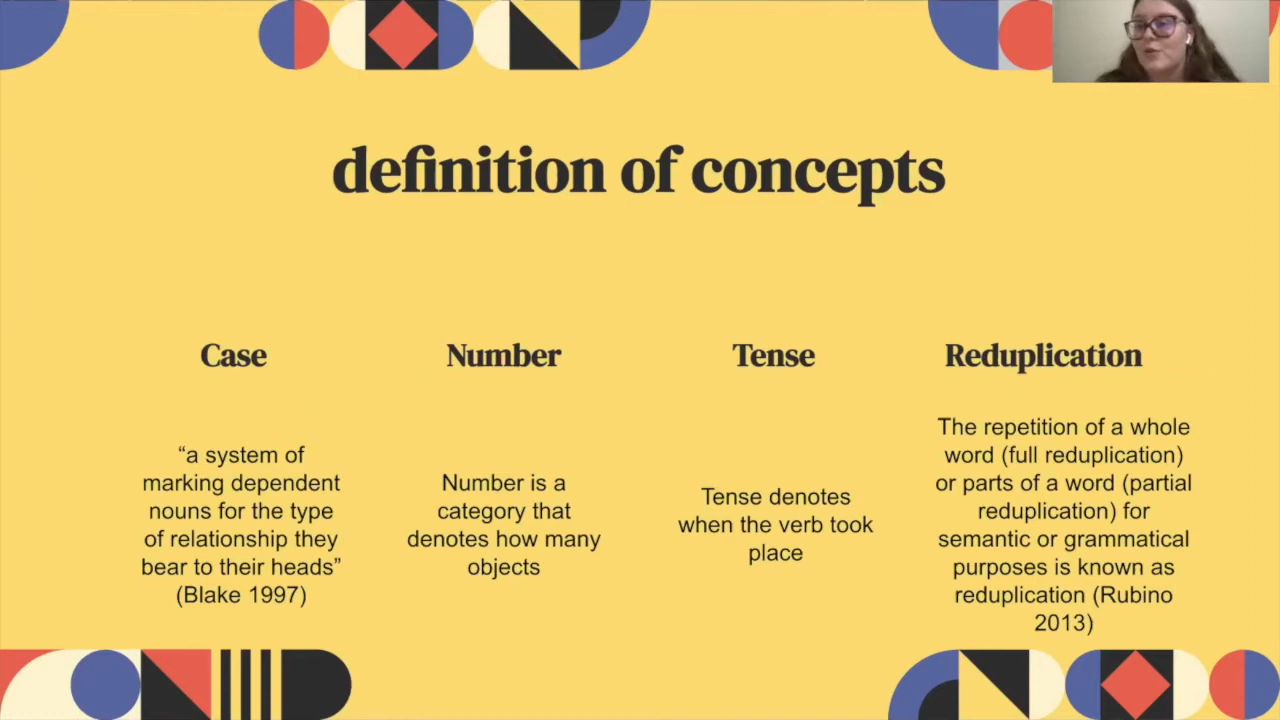 definition of concepts
Case
“a system of
marking dependent
nouns for the type
of relationship they
bear to their heads”
(Blake 1997)
Number
Number is a
category that
denotes how many
objects
Tense
Tense denotes
when the verb took
place
Reduplication
The repetition of a whole
word (full reduplication)
or parts of a word (partial
reduplication) for
semantic or grammatical
purposes is known as
reduplication (Rubino
2013)